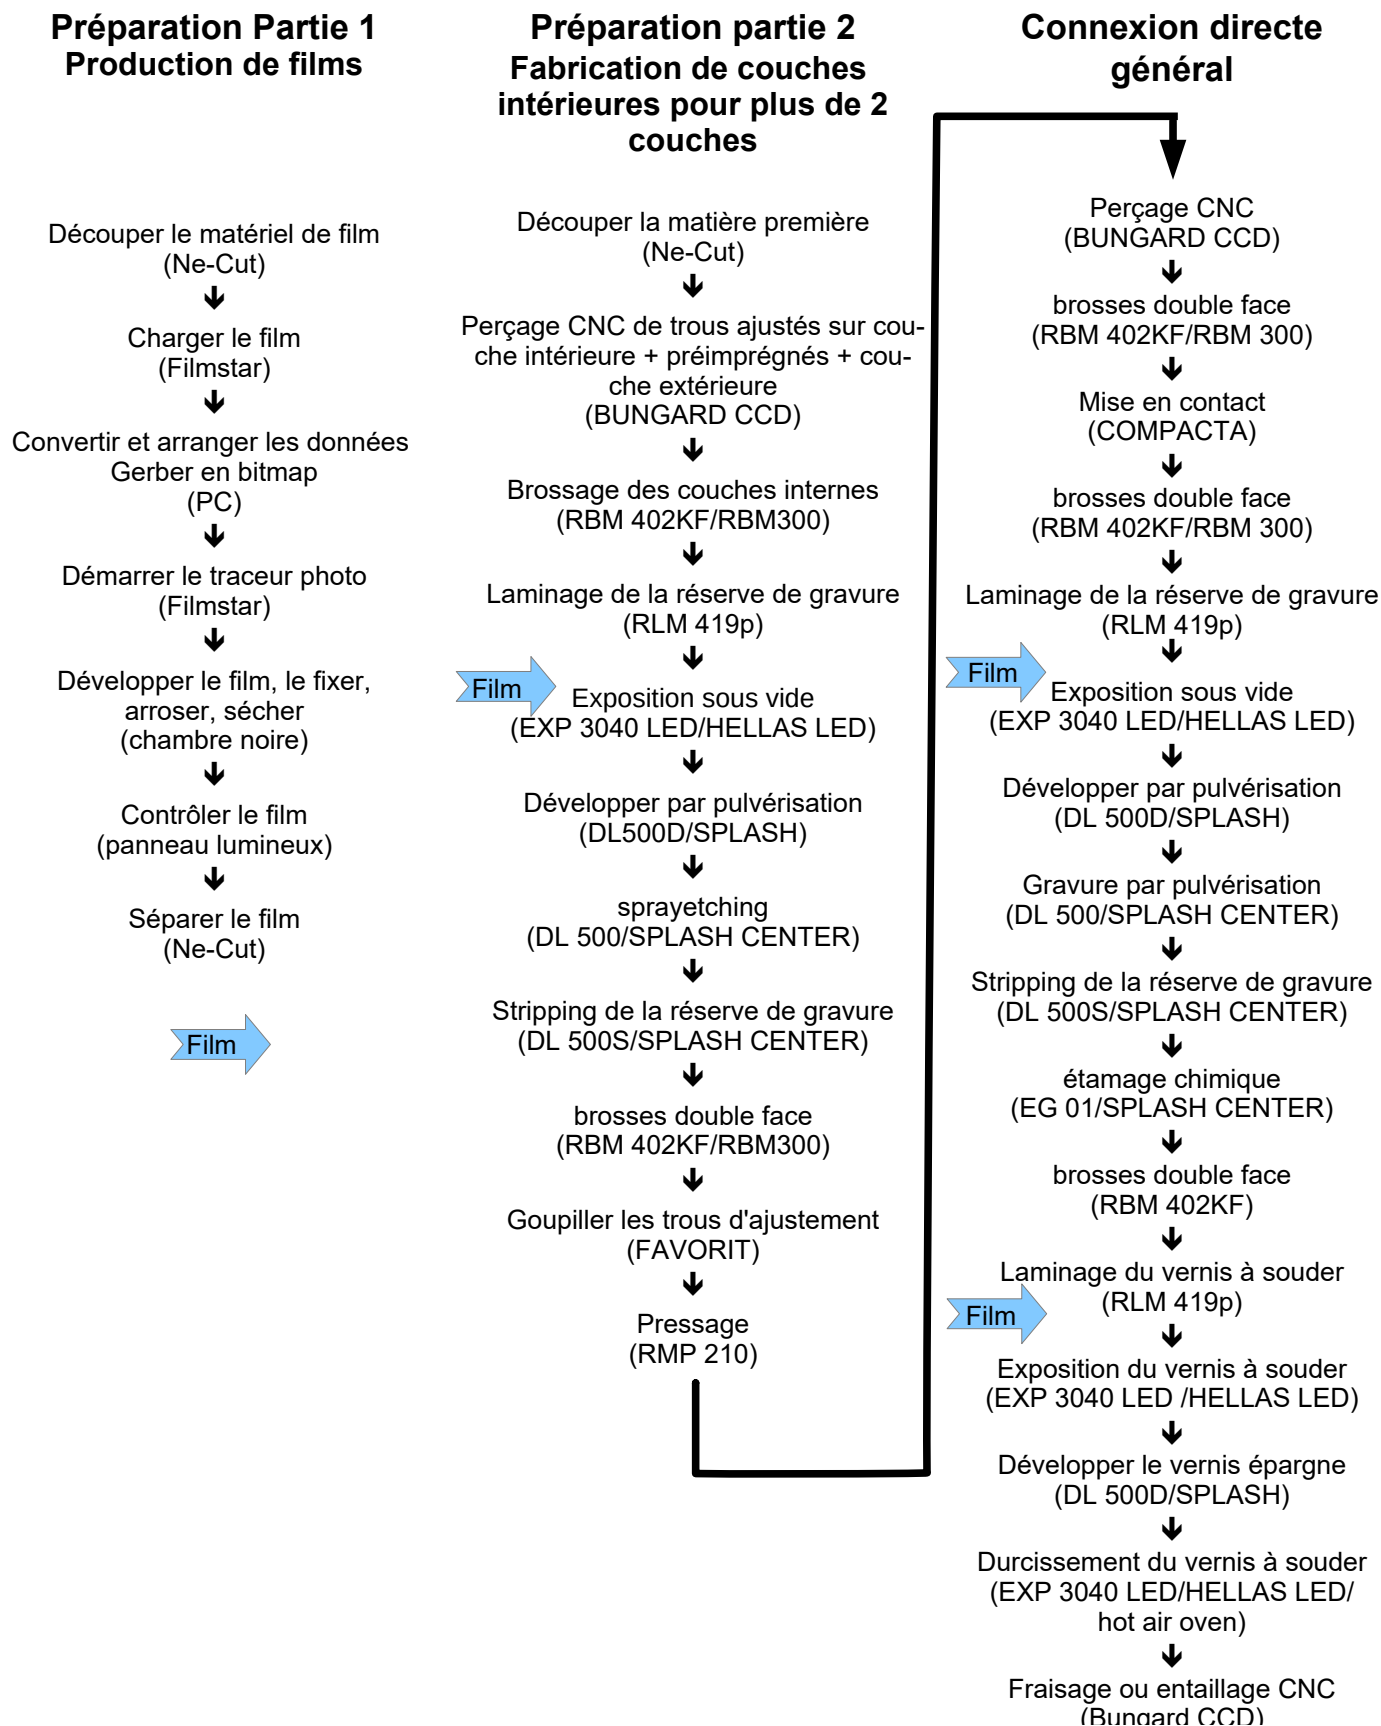 Préparation Partie 1
Production de films
Découper le matériel de film
(Ne-Cut)
Charger le film
(Filmstar)
Convertir et arranger les données
Gerber en bitmap
(PC)
Démarrer le traceur photo
(Filmstar)
Développer le film, le fixer,
arroser, sécher
(chambre noire)
Contrôler le film
(panneau lumineux)
Séparer le film
(Ne-Cut)
Film
Préparation partie 2
Fabrication de couches
intérieures pour plus de 2
couches
Découper la matière première
(Ne-Cut)
Perçage CNC de trous ajustés sur cou-
che intérieure + préimprégnés + cou-
che extérieure
(BUNGARD CCD)
Brossage des couches internes
(RBM 402KF/RBM300)
Laminage de la réserve de gravure
(RLM 419p)
Film
Exposition sous vide
(EXP 3040 LED/HELLAS LED)
Développer par pulvérisation
(DL500D/SPLASH)
sprayetching
(DL 500/SPLASH CENTER)
Stripping de la réserve de gravure
(DL 500S/SPLASH CENTER)
brosses double face
(RBM 402KF/RBM300)
Goupiller les trous d'ajustement
(FAVORIT)
Pressage
(RMP 210)
Connexion directe
général
Perçage CNC
(BUNGARD CCD)
brosses double face
(RBM 402KF/RBM 300)
Mise en contact
(COMPACTA)
brosses double face
(RBM 402KF/RBM 300)
Laminage de la réserve de gravure
(RLM 419p)
Film
Exposition sous vide
(EXP 3040 LED/HELLAS LED)
Développer par pulvérisation
(DL 500D/SPLASH)
Gravure par pulvérisation
(DL 500/SPLASH CENTER)
Stripping de la réserve de gravure
(DL 500S/SPLASH CENTER)
étamage chimique
(EG 01/SPLASH CENTER)
brosses double face
(RBM 402KF)
Laminage du vernis à souder
(RLM 419p)
Film
Exposition du vernis à souder
(EXP 3040 LED /HELLAS LED)
Développer le vernis épargne
(DL 500D/SPLASH)
Durcissement du vernis à souder
(EXP 3040 LED/HELLAS LED/
hot air oven)
Fraisage ou entaillage CNC
(Bungard CCD)